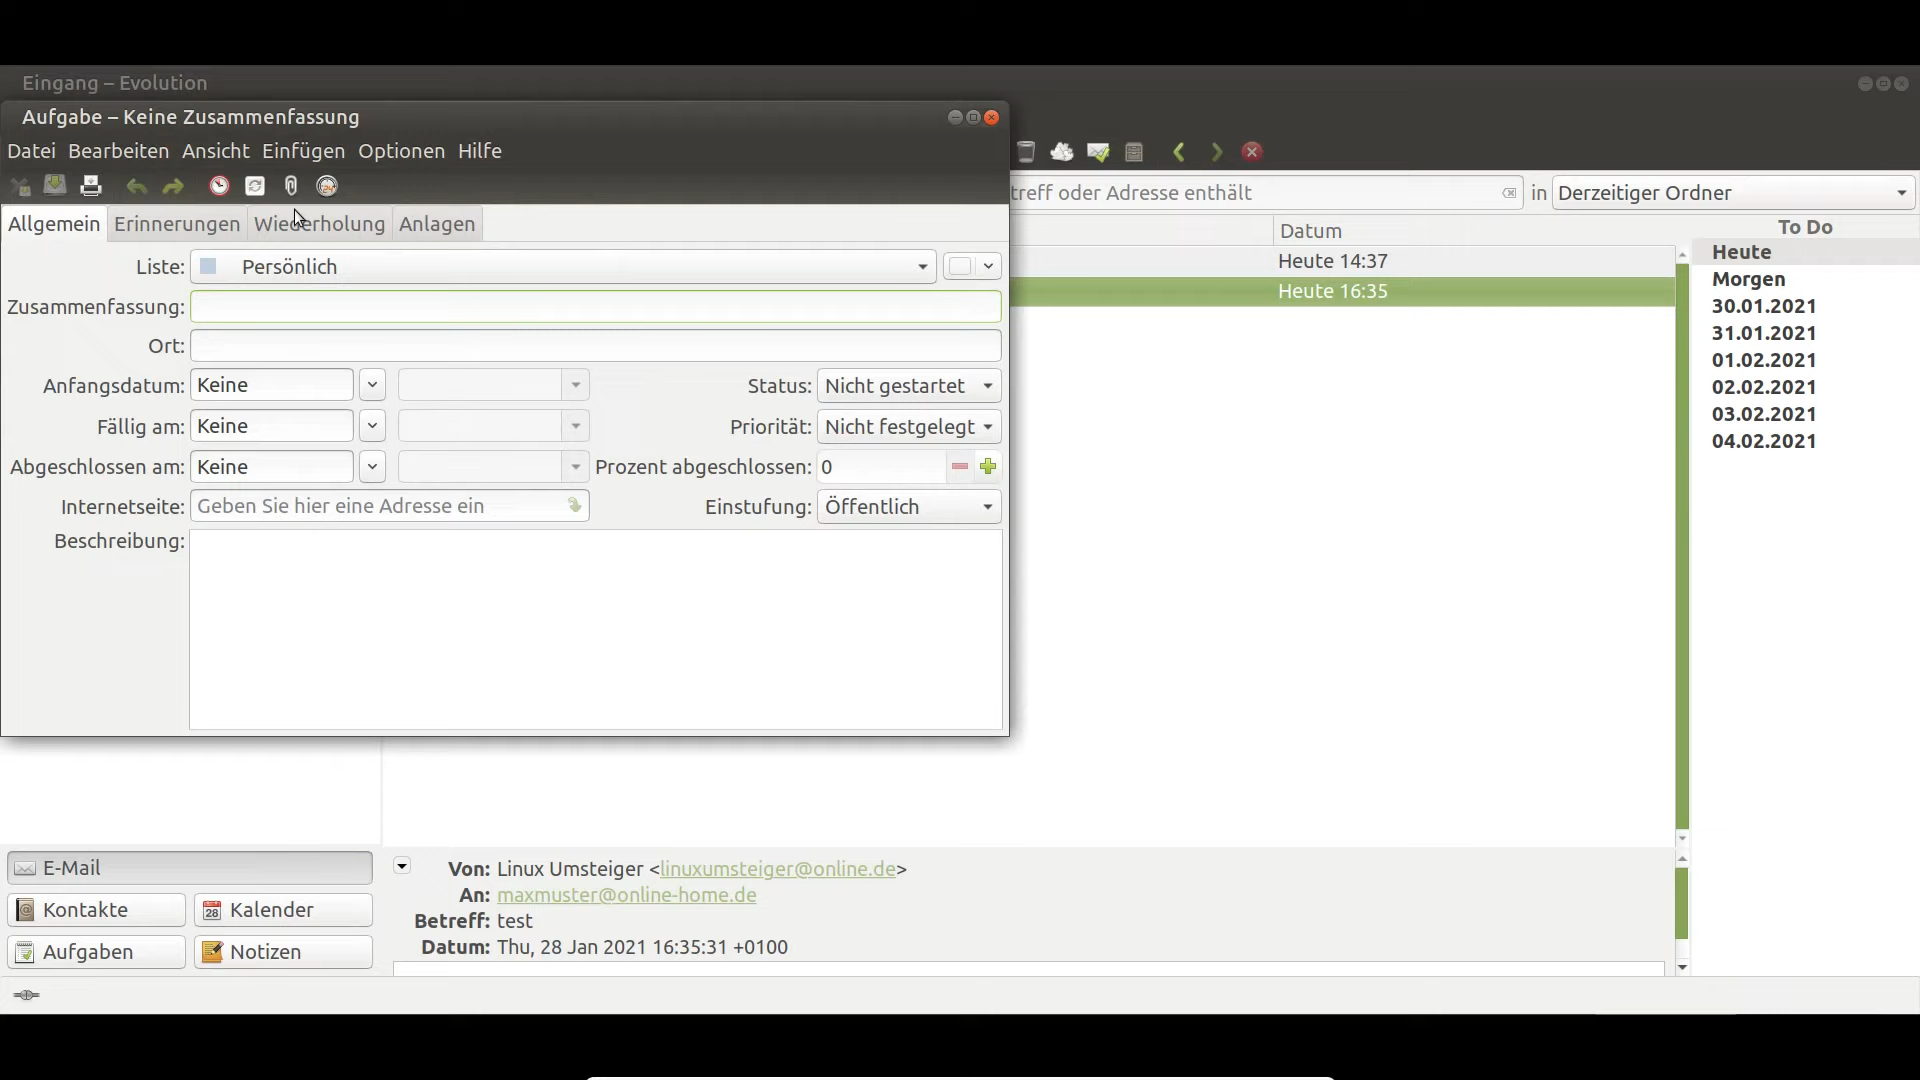 Eingang – Evolution
Aufgabe – Keine Zusammenfassung
Datei Bearbeiten Ansicht Einfügen Optionen Hilfe
treff oder Adresse enthält in Derzeitiger Ordner
Allgemein Erinnerungen Wiederholung Anlagen
Datum
To Do
Liste: Persönlich
Heute 14:37
Heute 16:35
Heute
Morgen
30.01.2021
31.01.2021
01.02.2021
02.02.2021
03.02.2021
04.02.2021
Zusammenfassung:
Ort:
Anfangsdatum: Keine Status: Nicht gestartet
Fällig am: Keine Priorität: Nicht festgelegt
Abgeschlossen am: Keine Prozent abgeschlossen: 0
Internetseite: Geben Sie hier eine Adresse ein Einstufung: Öffentlich
Beschreibung:
E-Mail
Kontakte 28 Kalender
Aufgaben Notizen
Von: Linux Umsteiger <linuxumsteiger@online.de>
An: maxmuster@online-home.de
Betreff: test
Datum: Thu, 28 Jan 2021 16:35:31 +0100